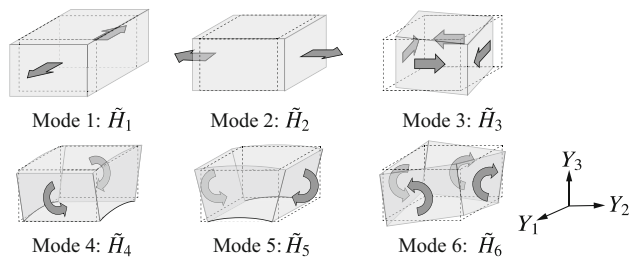 Mode 1: H̃₁ Mode 2: H̃₂ Mode 3: H̃₃
Mode 4: H̃₄ Mode 5: H̃₅ Mode 6: H̃₆
Y₃
Y₂
Y₁